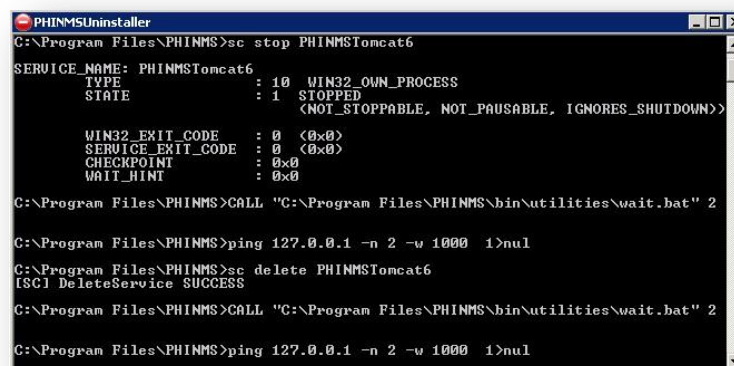 PHINMSUninstaller
C:\Program Files\PHINMS>sc stop PHINMSTomcat6
SERVICE_NAME: PHINMSTomcat6
TYPE : 10 WIN32_OWN_PROCESS
STATE : 1 STOPPED
(NOT_STOPPABLE, NOT_PAUSABLE, IGNORES_SHUTDOWN))
WIN32_EXIT_CODE : 0 (0x0)
SERVICE_EXIT_CODE : 0 (0x0)
CHECKPOINT : 0x0
WAIT_HINT : 0x0
C:\Program Files\PHINMS>CALL "C:\Program Files\PHINMS\bin\utilities\wait.bat" 2
C:\Program Files\PHINMS>ping 127.0.0.1 -n 2 -w 1000 1>nul
C:\Program Files\PHINMS>sc delete PHINMSTomcat6
[SC] DeleteService SUCCESS
C:\Program Files\PHINMS>CALL "C:\Program Files\PHINMS\bin\utilities\wait.bat" 2
C:\Program Files\PHINMS>ping 127.0.0.1 -n 2 -w 1000 1>nul